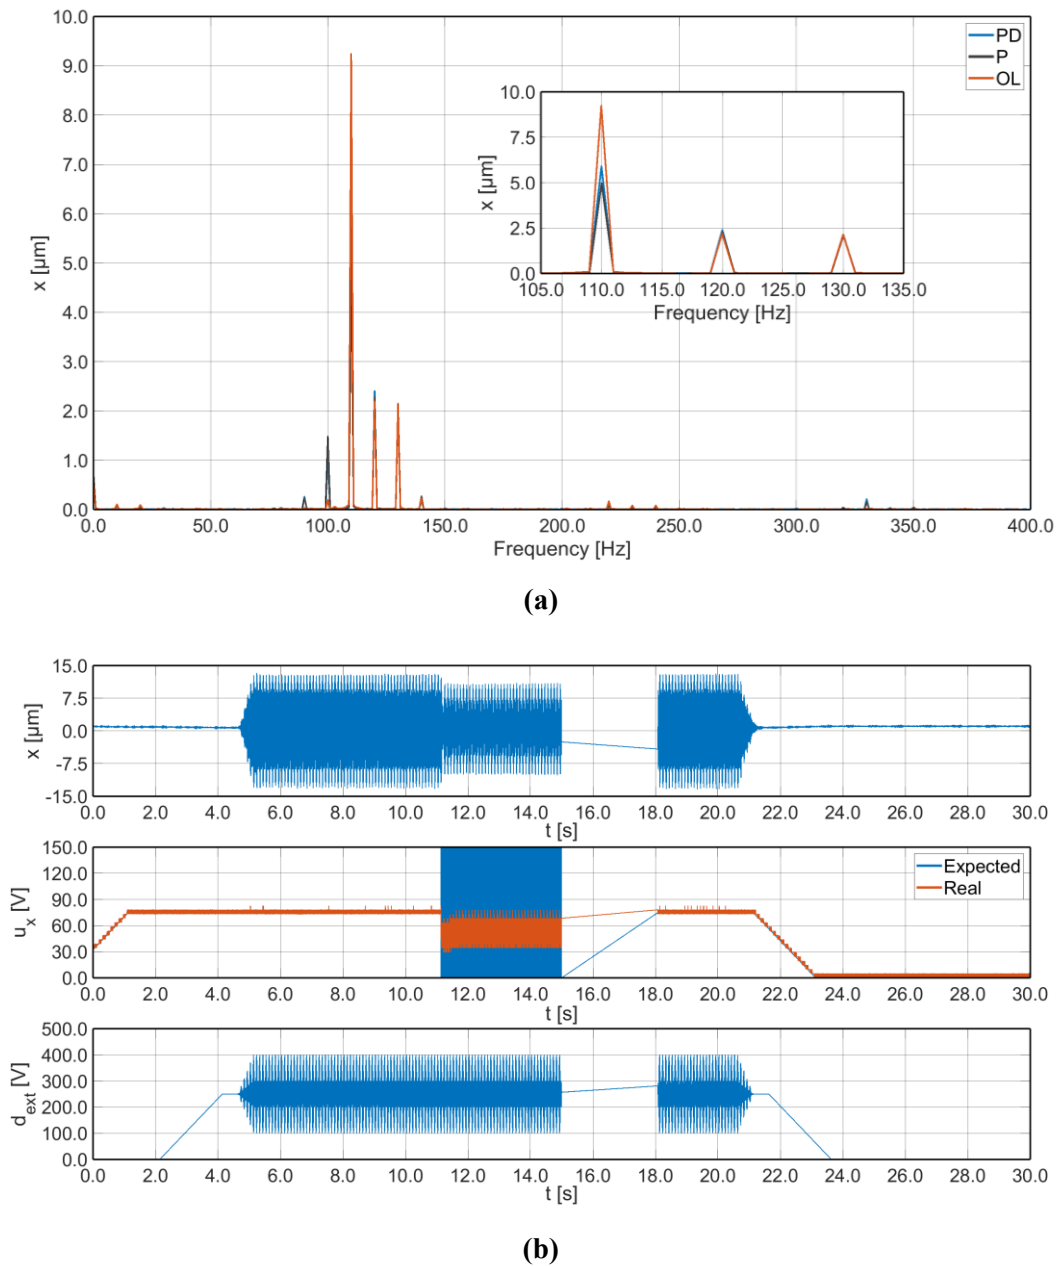 10.0
9.0
8.0
7.0
6.0
5.0
4.0
3.0
2.0
1.0
0.0
x [µm]
PD
P
OL
10.0
7.5
5.0
2.5
0.0
x [µm]
105.0 110.0 115.0 120.0 125.0 130.0 135.0
Frequency [Hz]
0.0 50.0 100.0 150.0 200.0 250.0 300.0 350.0 400.0
Frequency [Hz]
(a)
15.0
7.5
0.0
-7.5
-15.0
x [µm]
0.0 2.0 4.0 6.0 8.0 10.0 12.0 14.0 16.0 18.0 20.0 22.0 24.0 26.0 28.0 30.0
t [s]
150.0
120.0
90.0
60.0
30.0
0.0
u_x [V]
Expected
Real
0.0 2.0 4.0 6.0 8.0 10.0 12.0 14.0 16.0 18.0 20.0 22.0 24.0 26.0 28.0 30.0
t [s]
500.0
400.0
300.0
200.0
100.0
0.0
d_ext [V]
0.0 2.0 4.0 6.0 8.0 10.0 12.0 14.0 16.0 18.0 20.0 22.0 24.0 26.0 28.0 30.0
t [s]
(b)